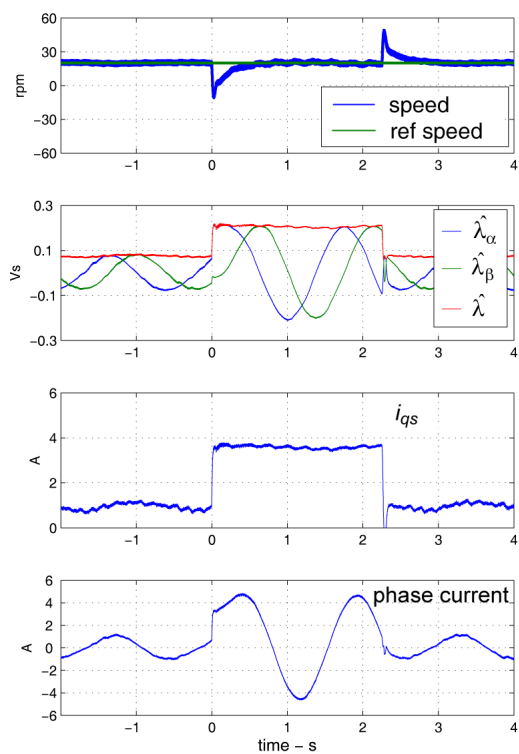 60
30
0
−30
−60
rpm
speed
ref speed
−1 0 1 2 3 4
0.3
0.1
−0.1
−0.3
Vs
λ̂α
λ̂β
λ̂
−1 0 1 2 3 4
6
4
2
0
A
iqs
−1 0 1 2 3 4
6
4
2
0
−2
−4
−6
A
phase current
−1 0 1 2 3 4
time − s